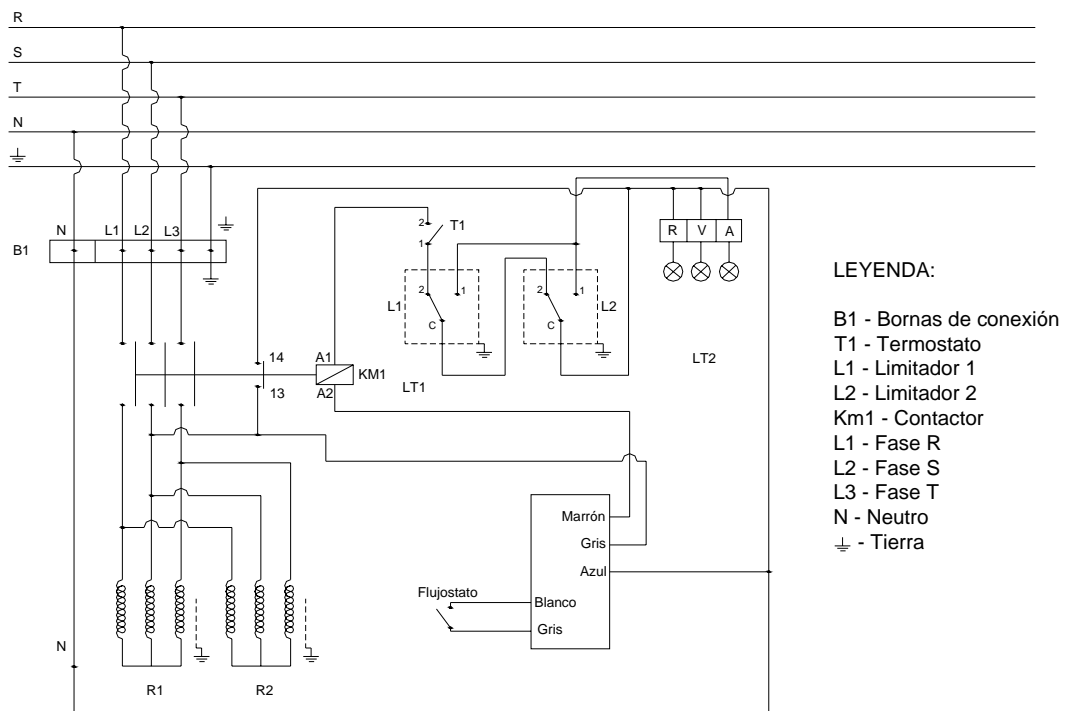 R
S
T
N
N L1 L2 L3
B1
2 T1
1
R V A
L1 2 1
C
2 1 L2
C
14 A1
KM1
13 A2
LT1
LT2
LEYENDA:
B1 - Bornas de conexión
T1 - Termostato
L1 - Limitador 1
L2 - Limitador 2
Km1 - Contactor
L1 - Fase R
L2 - Fase S
L3 - Fase T
N - Neutro
- Tierra
Marrón
Gris
Azul
Flujostato
Blanco
Gris
N
R1 R2